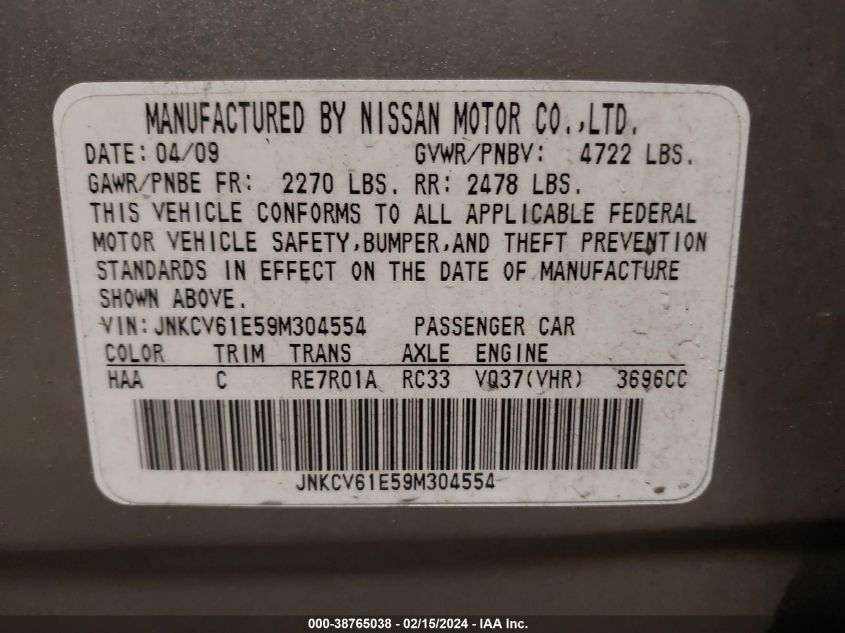 MANUFACTURED BY NISSAN MOTOR CO.,LTD.
DATE: 04/09 GVWR/PNBV: 4722 LBS.
GAWR/PNBE FR: 2270 LBS. RR: 2478 LBS.
THIS VEHICLE CONFORMS TO ALL APPLICABLE FEDERAL
MOTOR VEHICLE SAFETY,BUMPER,AND THEFT PREVENTION
STANDARDS IN EFFECT ON THE DATE OF MANUFACTURE
SHOWN ABOVE.
VIN:JNKCV61E59M304554 PASSENGER CAR
COLOR TRIM TRANS AXLE ENGINE
HAA C RE7R01A RC33 VQ37(VHR) 3696CC
JNKCV61E59M304554
000-38765038 - 02/15/2024 - IAA Inc.